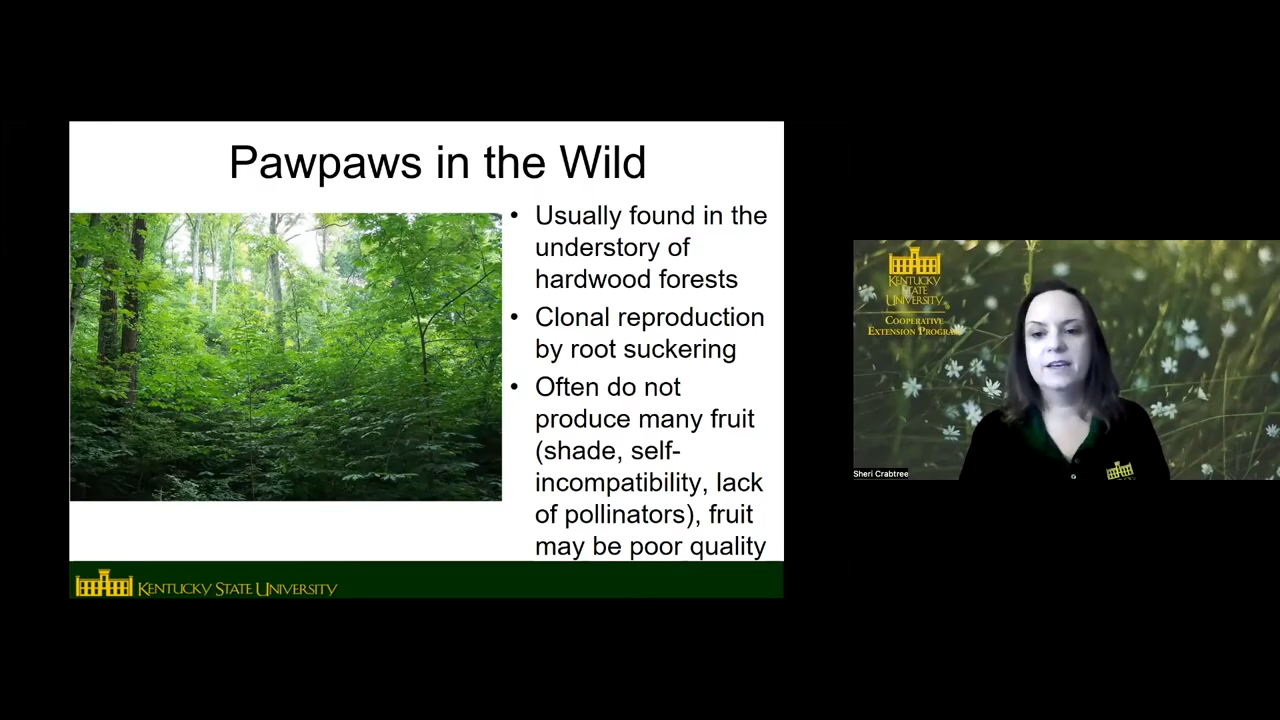 Pawpaws in the Wild
• Usually found in the
understory of
hardwood forests
• Clonal reproduction
by root suckering
• Often do not
produce many fruit
(shade, self-
incompatibility, lack
of pollinators), fruit
may be poor quality
KENTUCKY STATE UNIVERSITY
KENTUCKY
STATE
UNIVERSITY
COOPERATIVE
EXTENSION PROGRAM
Sheri Crabtree